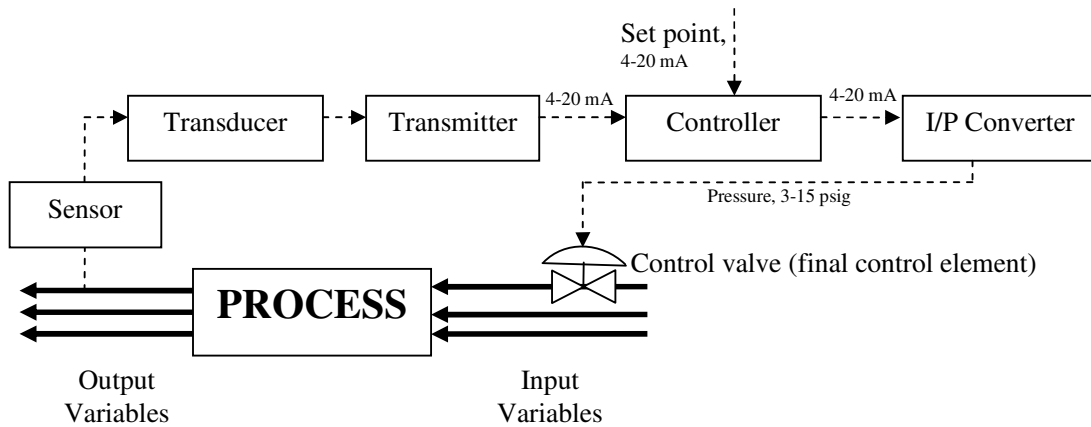 Set point,
4-20 mA
Transducer
Transmitter
4-20 mA
Controller
4-20 mA
I/P Converter
Sensor
Pressure, 3-15 psig
Control valve (final control element)
PROCESS
Output
Variables
Input
Variables